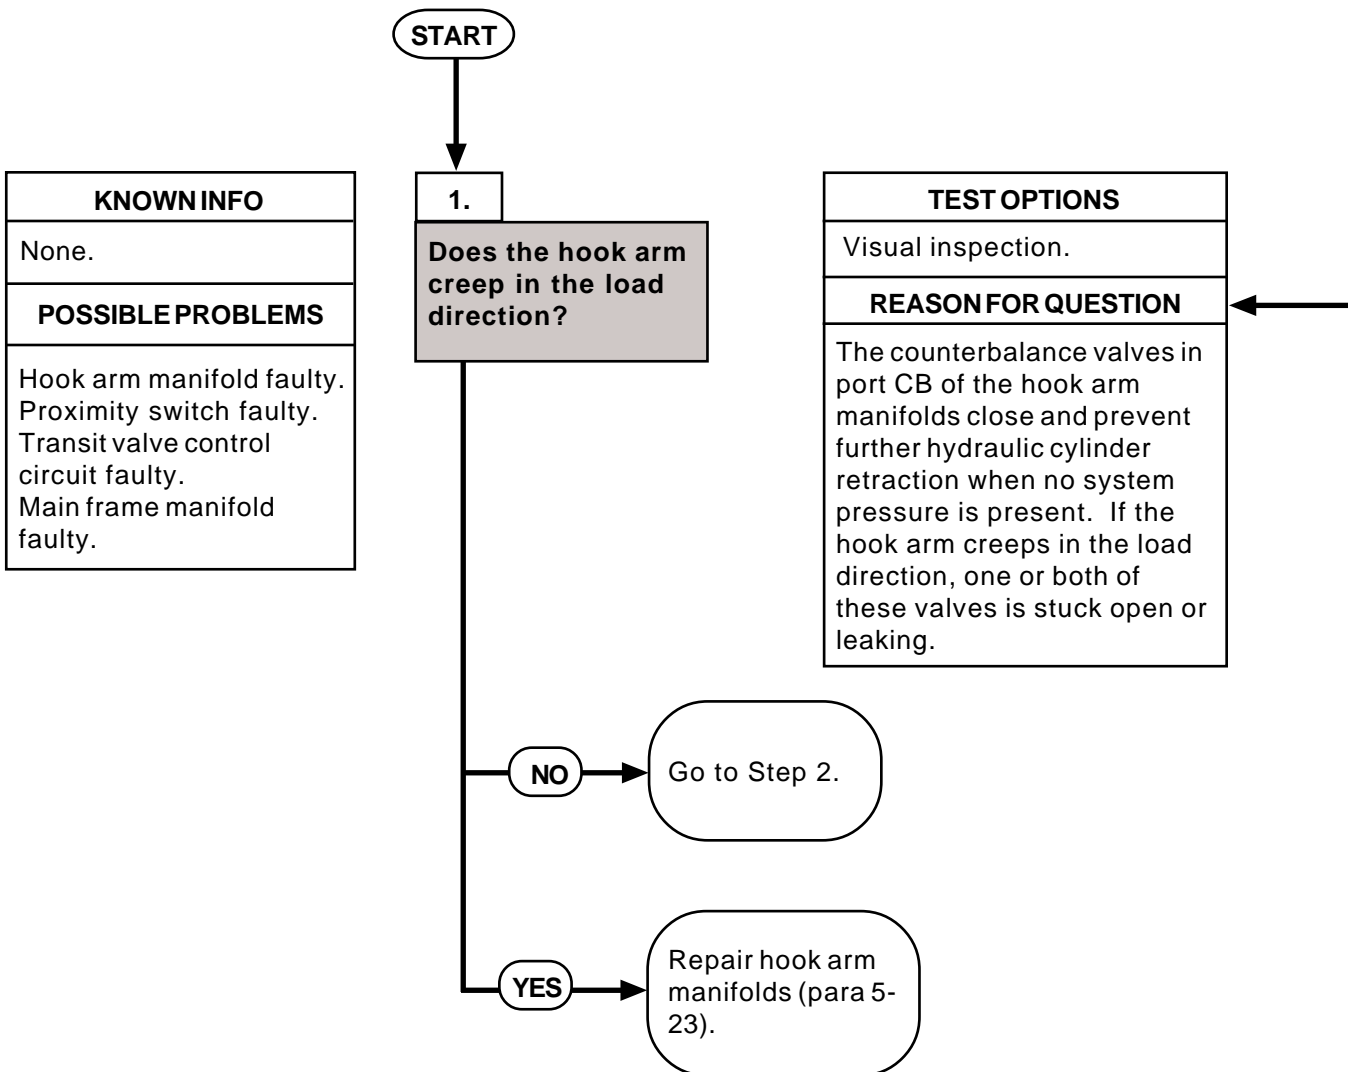 START
KNOWN INFO
None.
POSSIBLE PROBLEMS
Hook arm manifold faulty.
Proximity switch faulty.
Transit valve control
circuit faulty.
Main frame manifold
faulty.
1.
Does the hook arm
creep in the load
direction?
TEST OPTIONS
Visual inspection.
REASON FOR QUESTION
The counterbalance valves in
port CB of the hook arm
manifolds close and prevent
further hydraulic cylinder
retraction when no system
pressure is present.  If the
hook arm creeps in the load
direction, one or both of
these valves is stuck open or
leaking.
NO
Go to Step 2.
YES
Repair hook arm
manifolds (para 5-
23).